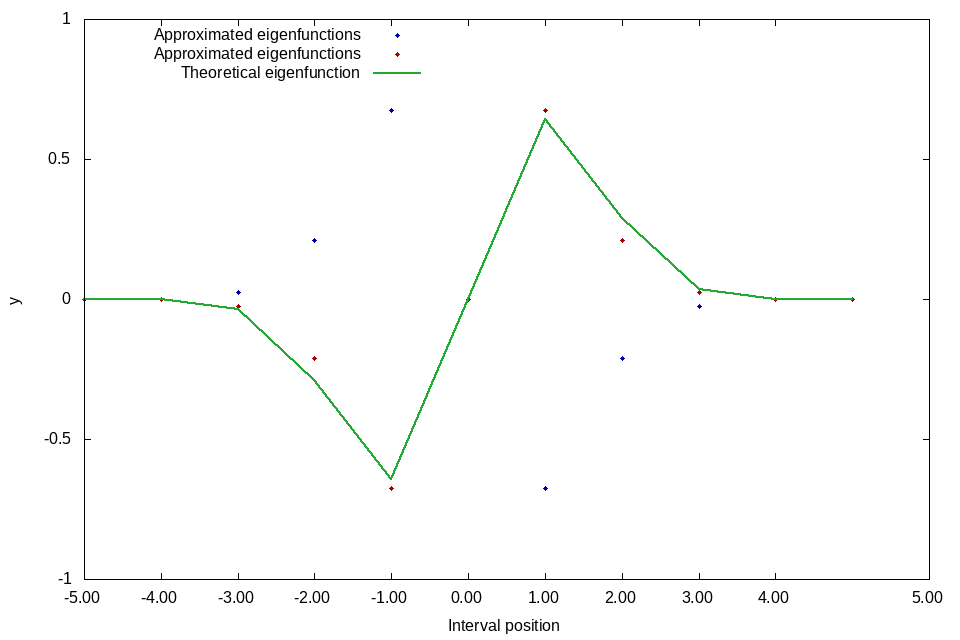 1
Approximated eigenfunctions
Approximated eigenfunctions
Theoretical eigenfunction
0.5
0
y
-0.5
-1
-5.00 -4.00 -3.00 -2.00 -1.00 0.00 1.00 2.00 3.00 4.00 5.00
Interval position